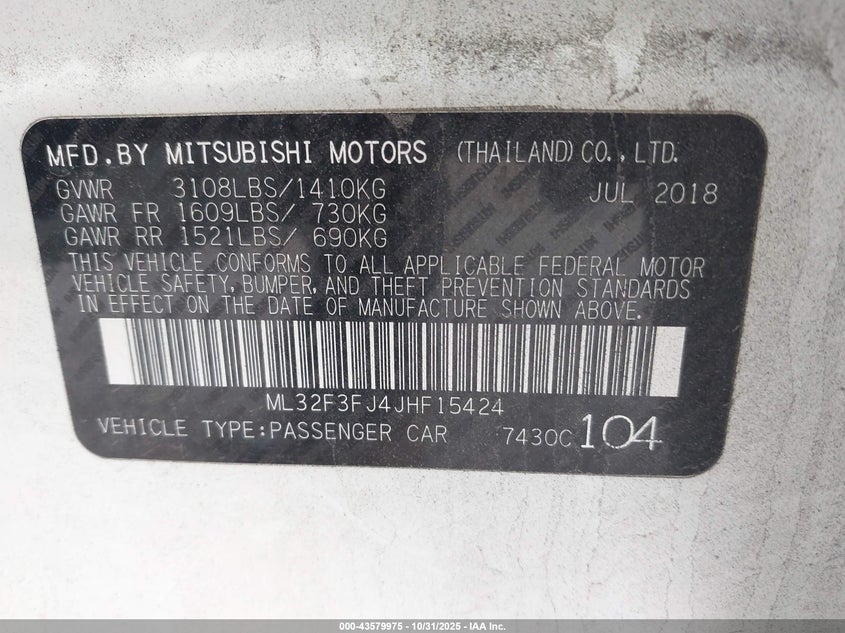 MFD.BY MITSUBISHI MOTORS (THAILAND)CO.,LTD.
GVWR 3108LBS/1410KG JUL 2018
GAWR FR 1609LBS/ 730KG
GAWR RR 1521LBS/ 690KG
THIS VEHICLE CONFORMS TO ALL APPLICABLE FEDERAL MOTOR
VEHICLE SAFETY, BUMPER, AND THEFT PREVENTION STANDARDS
IN EFFECT ON THE DATE OF MANUFACTURE SHOWN ABOVE.
ML32F3FJ4JHF15424
VEHICLE TYPE:PASSENGER CAR 7430C 104
000-43579975 - 10/31/2025 - IAA Inc.